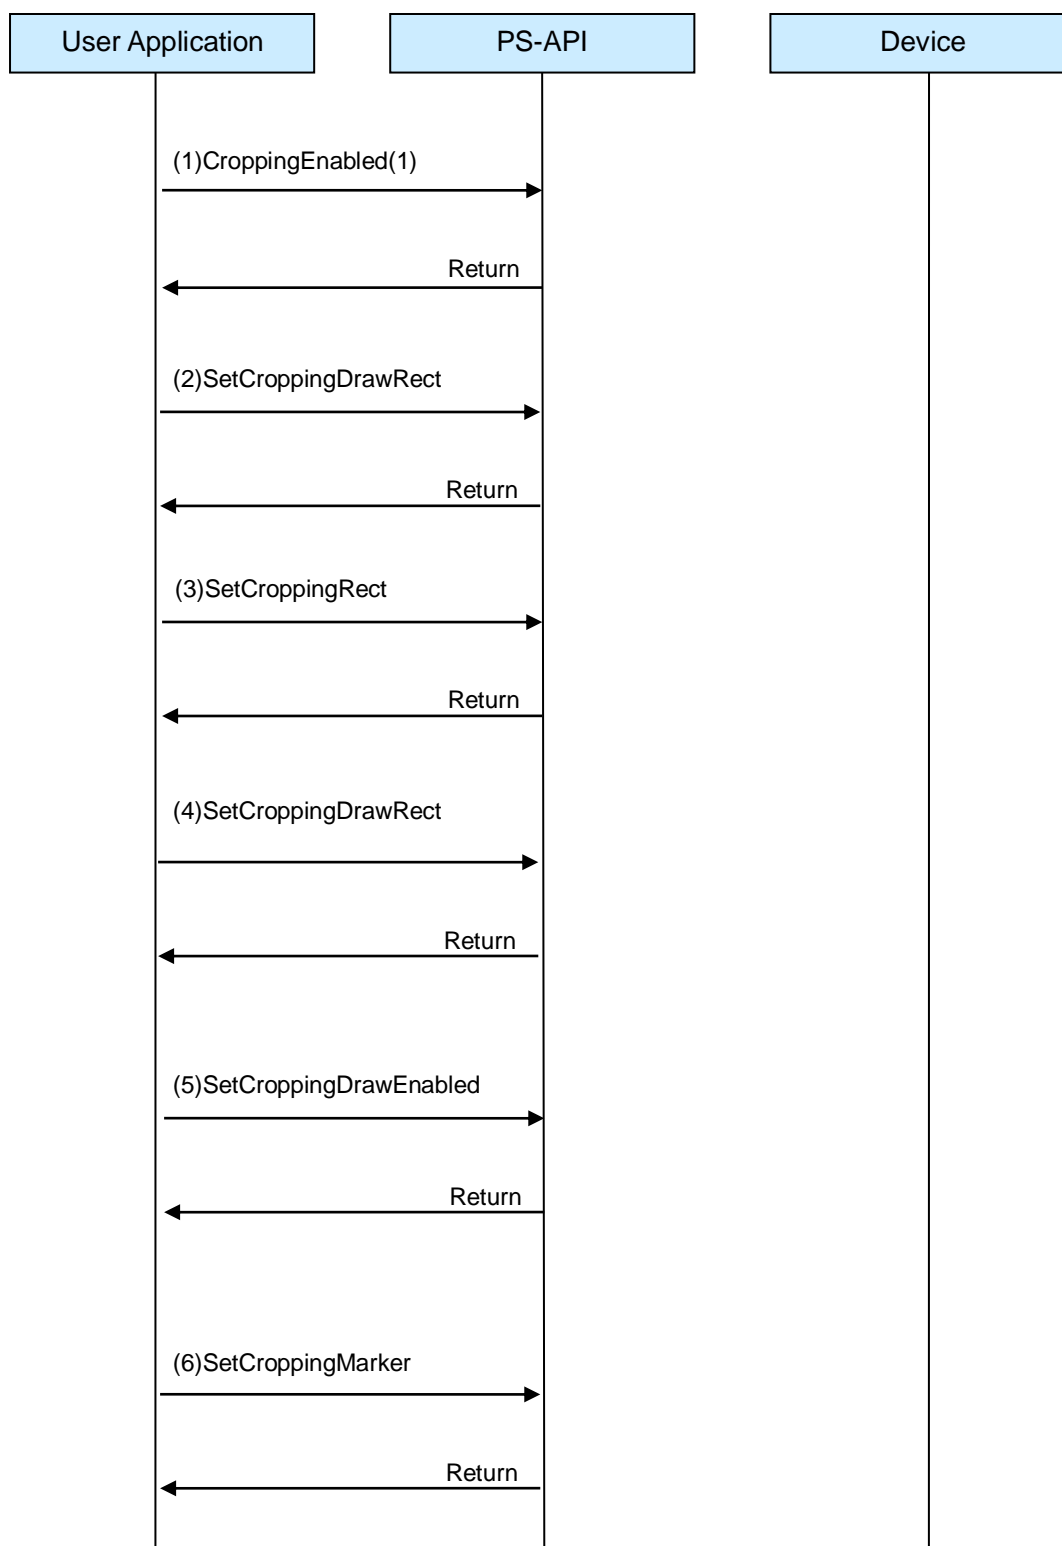 User Application
PS-API
Device
(1)CroppingEnabled(1)
Return
(2)SetCroppingDrawRect
Return
(3)SetCroppingRect
Return
(4)SetCroppingDrawRect
Return
(5)SetCroppingDrawEnabled
Return
(6)SetCroppingMarker
Return